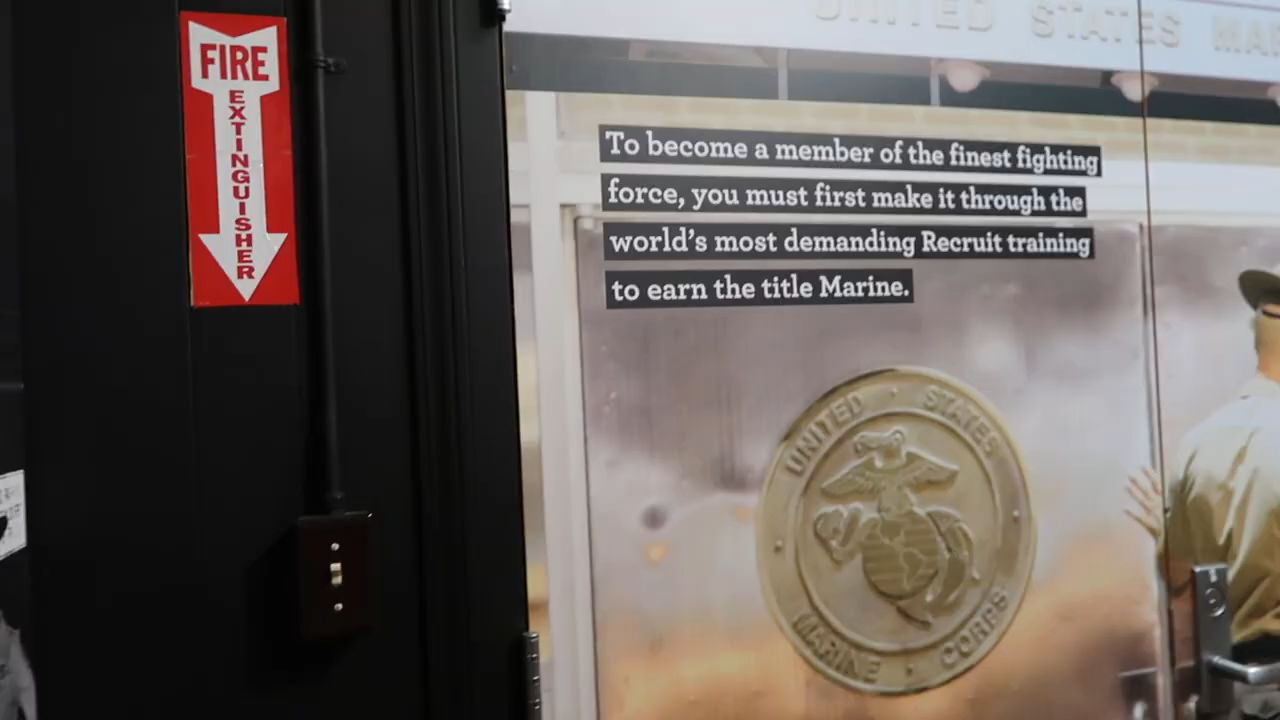 FIRE
EXTINGUISHER
UNITED STATES
To become a member of the finest fighting
force, you must first make it through the
world's most demanding Recruit training
to earn the title Marine.
UNITED · STATES
MARINE · CORPS